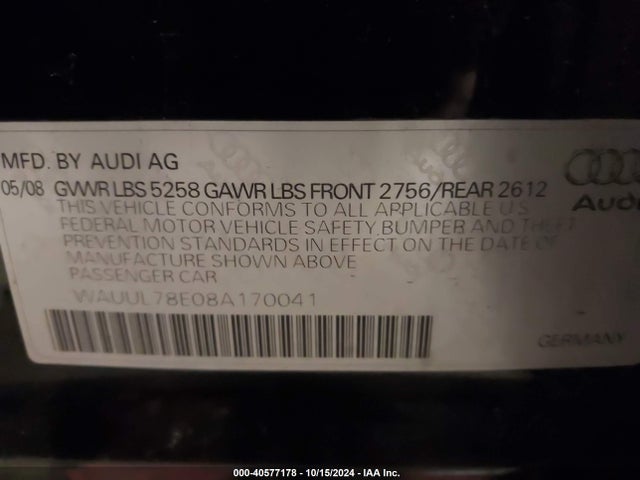 MFD. BY AUDI AG
05/08 GVWR LBS 5258 GAWR LBS FRONT 2756/REAR 2612
THIS VEHICLE CONFORMS TO ALL APPLICABLE U.S.
FEDERAL MOTOR VEHICLE SAFETY, BUMPER AND THEFT
PREVENTION STANDARDS IN EFFECT ON THE DATE OF
MANUFACTURE SHOWN ABOVE
PASSENGER CAR
Audi
WAUUL78E08A170041
GERMANY
000-40577178 - 10/15/2024 - IAA Inc.